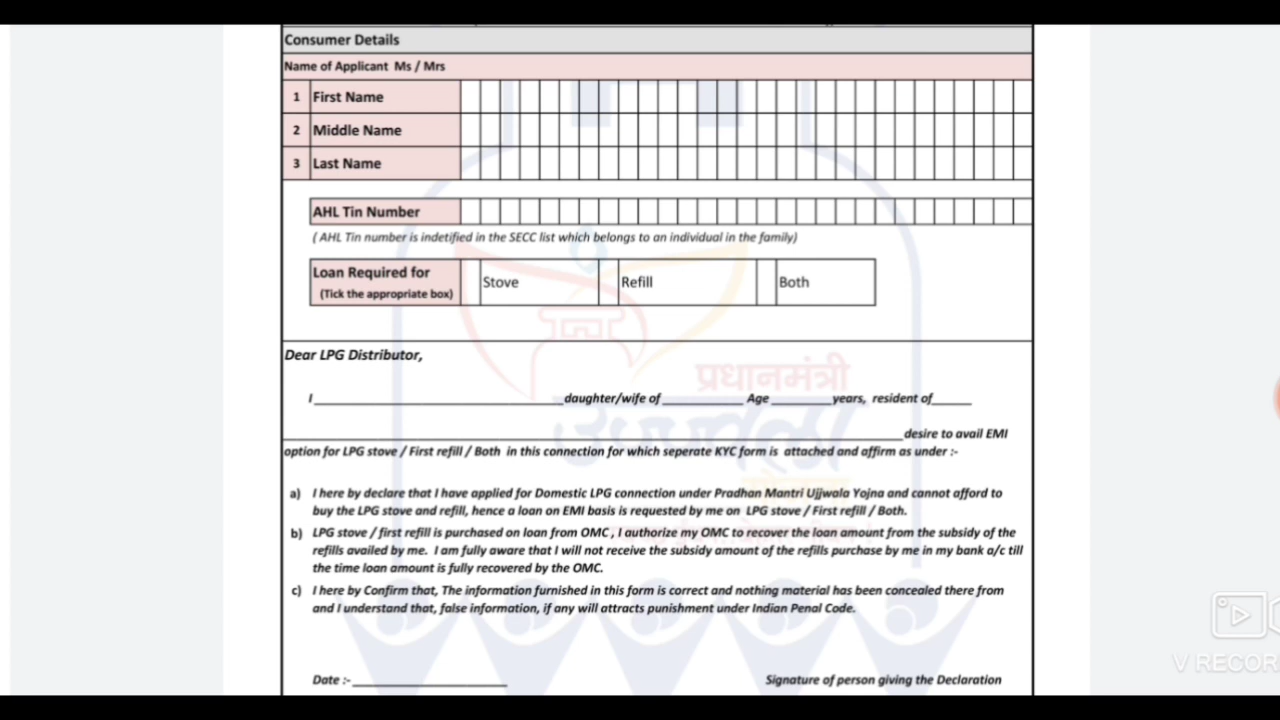 Consumer Details
Name of Applicant Ms / Mrs
1 First Name
2 Middle Name
3 Last Name
AHL Tin Number
( AHL Tin number is indetified in the SECC list which belongs to an individual in the family)
Loan Required for
(Tick the appropriate box)
Stove Refill Both
Dear LPG Distributor,
प्रधानमंत्री
I ____ daughter/wife of ____ Age ____ years, resident of ____
उज्ज्वला
____ desire to avail EMI
option for LPG stove / First refill / Both in this connection for which seperate KYC form is attached and affirm as under :-
योजना
a) I here by declare that I have applied for Domestic LPG connection under Pradhan Mantri Ujjwala Yojna and cannot afford to
buy the LPG stove and refill, hence a loan on EMI basis is requested by me on LPG stove / First refill / Both.
b) LPG stove / first refill is purchased on loan from OMC , I authorize my OMC to recover the loan amount from the subsidy of the
refills availed by me. I am fully aware that I will not receive the subsidy amount of the refills purchase by me in my bank a/c till
the time loan amount is fully recovered by the OMC.
c) I here by Confirm that, The information furnished in this form is correct and nothing material has been concealed there from
and I understand that, false information, if any will attracts punishment under Indian Penal Code.
Date :- ____ Signature of person giving the Declaration
V RECOR